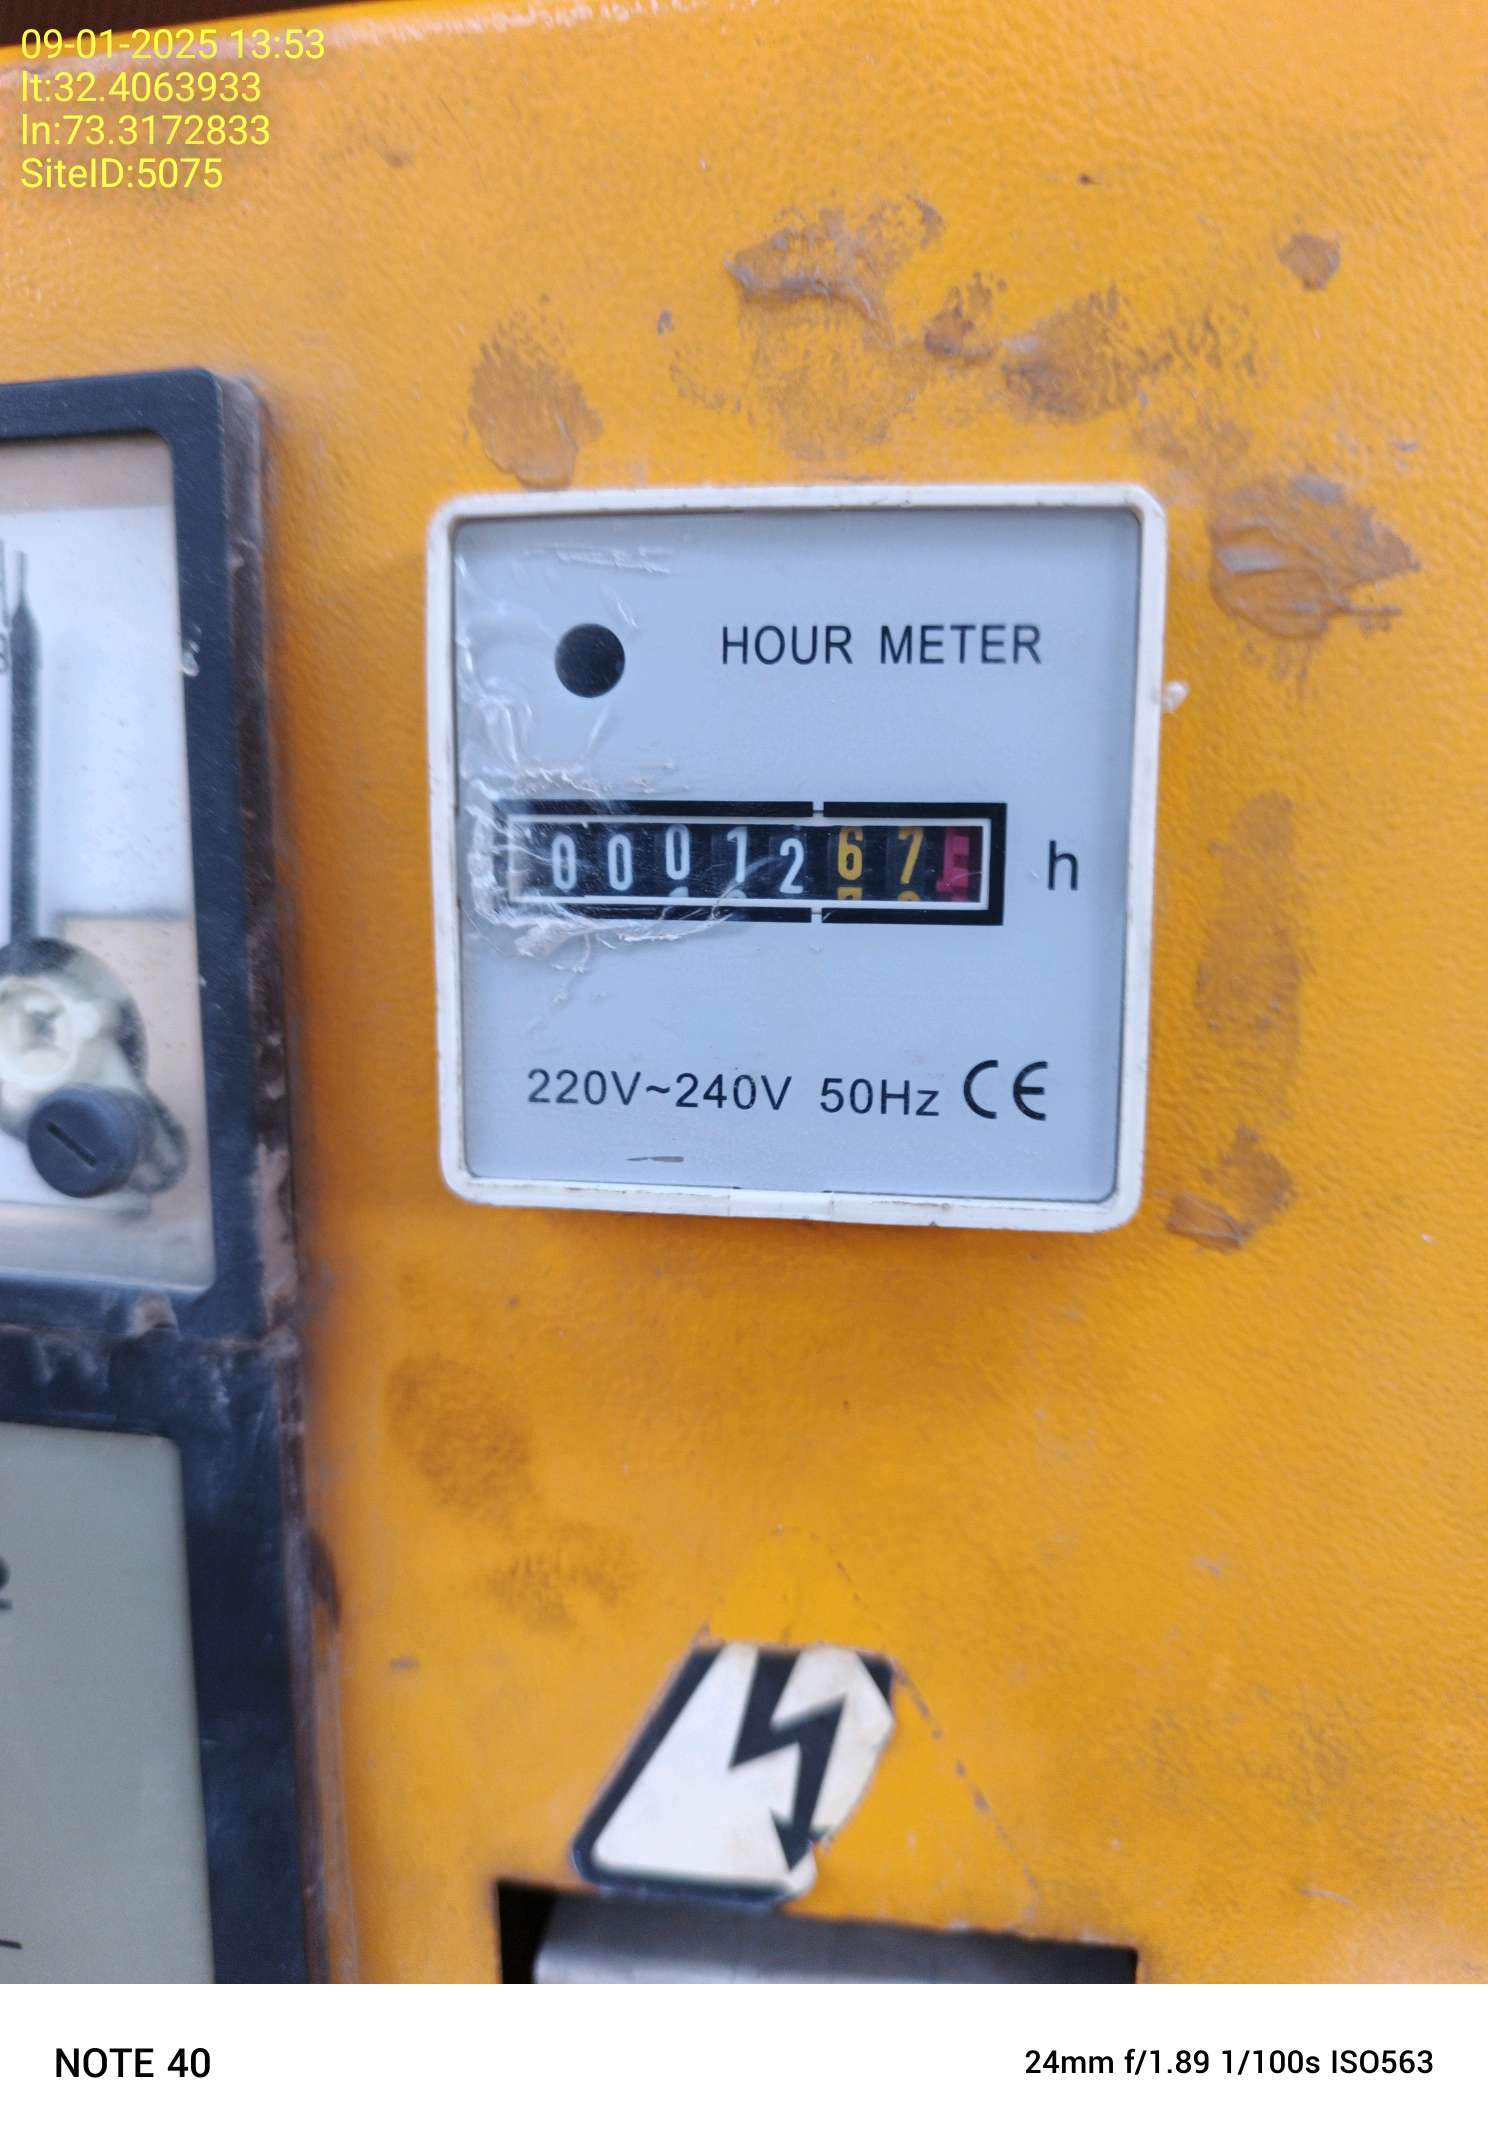 09-01-2025 13:53
lt:32.4063933
ln:73.3172833
SiteID:5075
HOUR METER
0001267 h
220V~240V 50Hz CE
NOTE 40
24mm f/1.89 1/100s ISO563